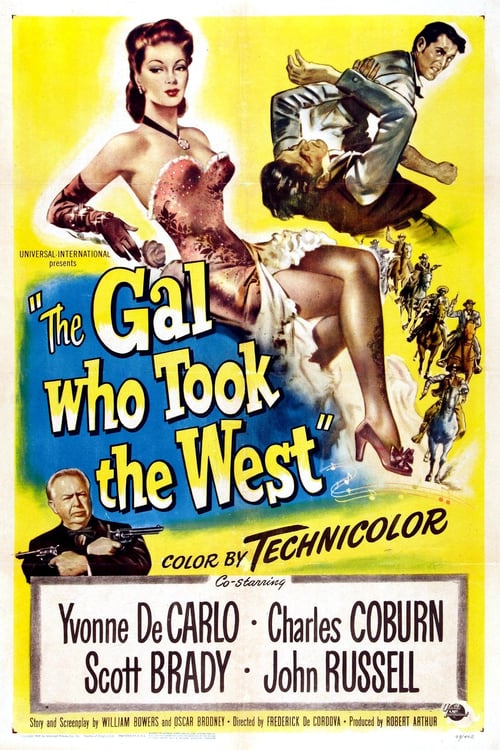 UNIVERSAL-INTERNATIONAL
presents
"The Gal
who Took
the West"
COLOR BY TECHNICOLOR
Co-starring
Yvonne De CARLO · Charles COBURN
Scott BRADY · John RUSSELL
Story and Screenplay by WILLIAM BOWERS and OSCAR BRODNEY · Directed by FREDERICK DE CORDOVA · Produced by ROBERT ARTHUR